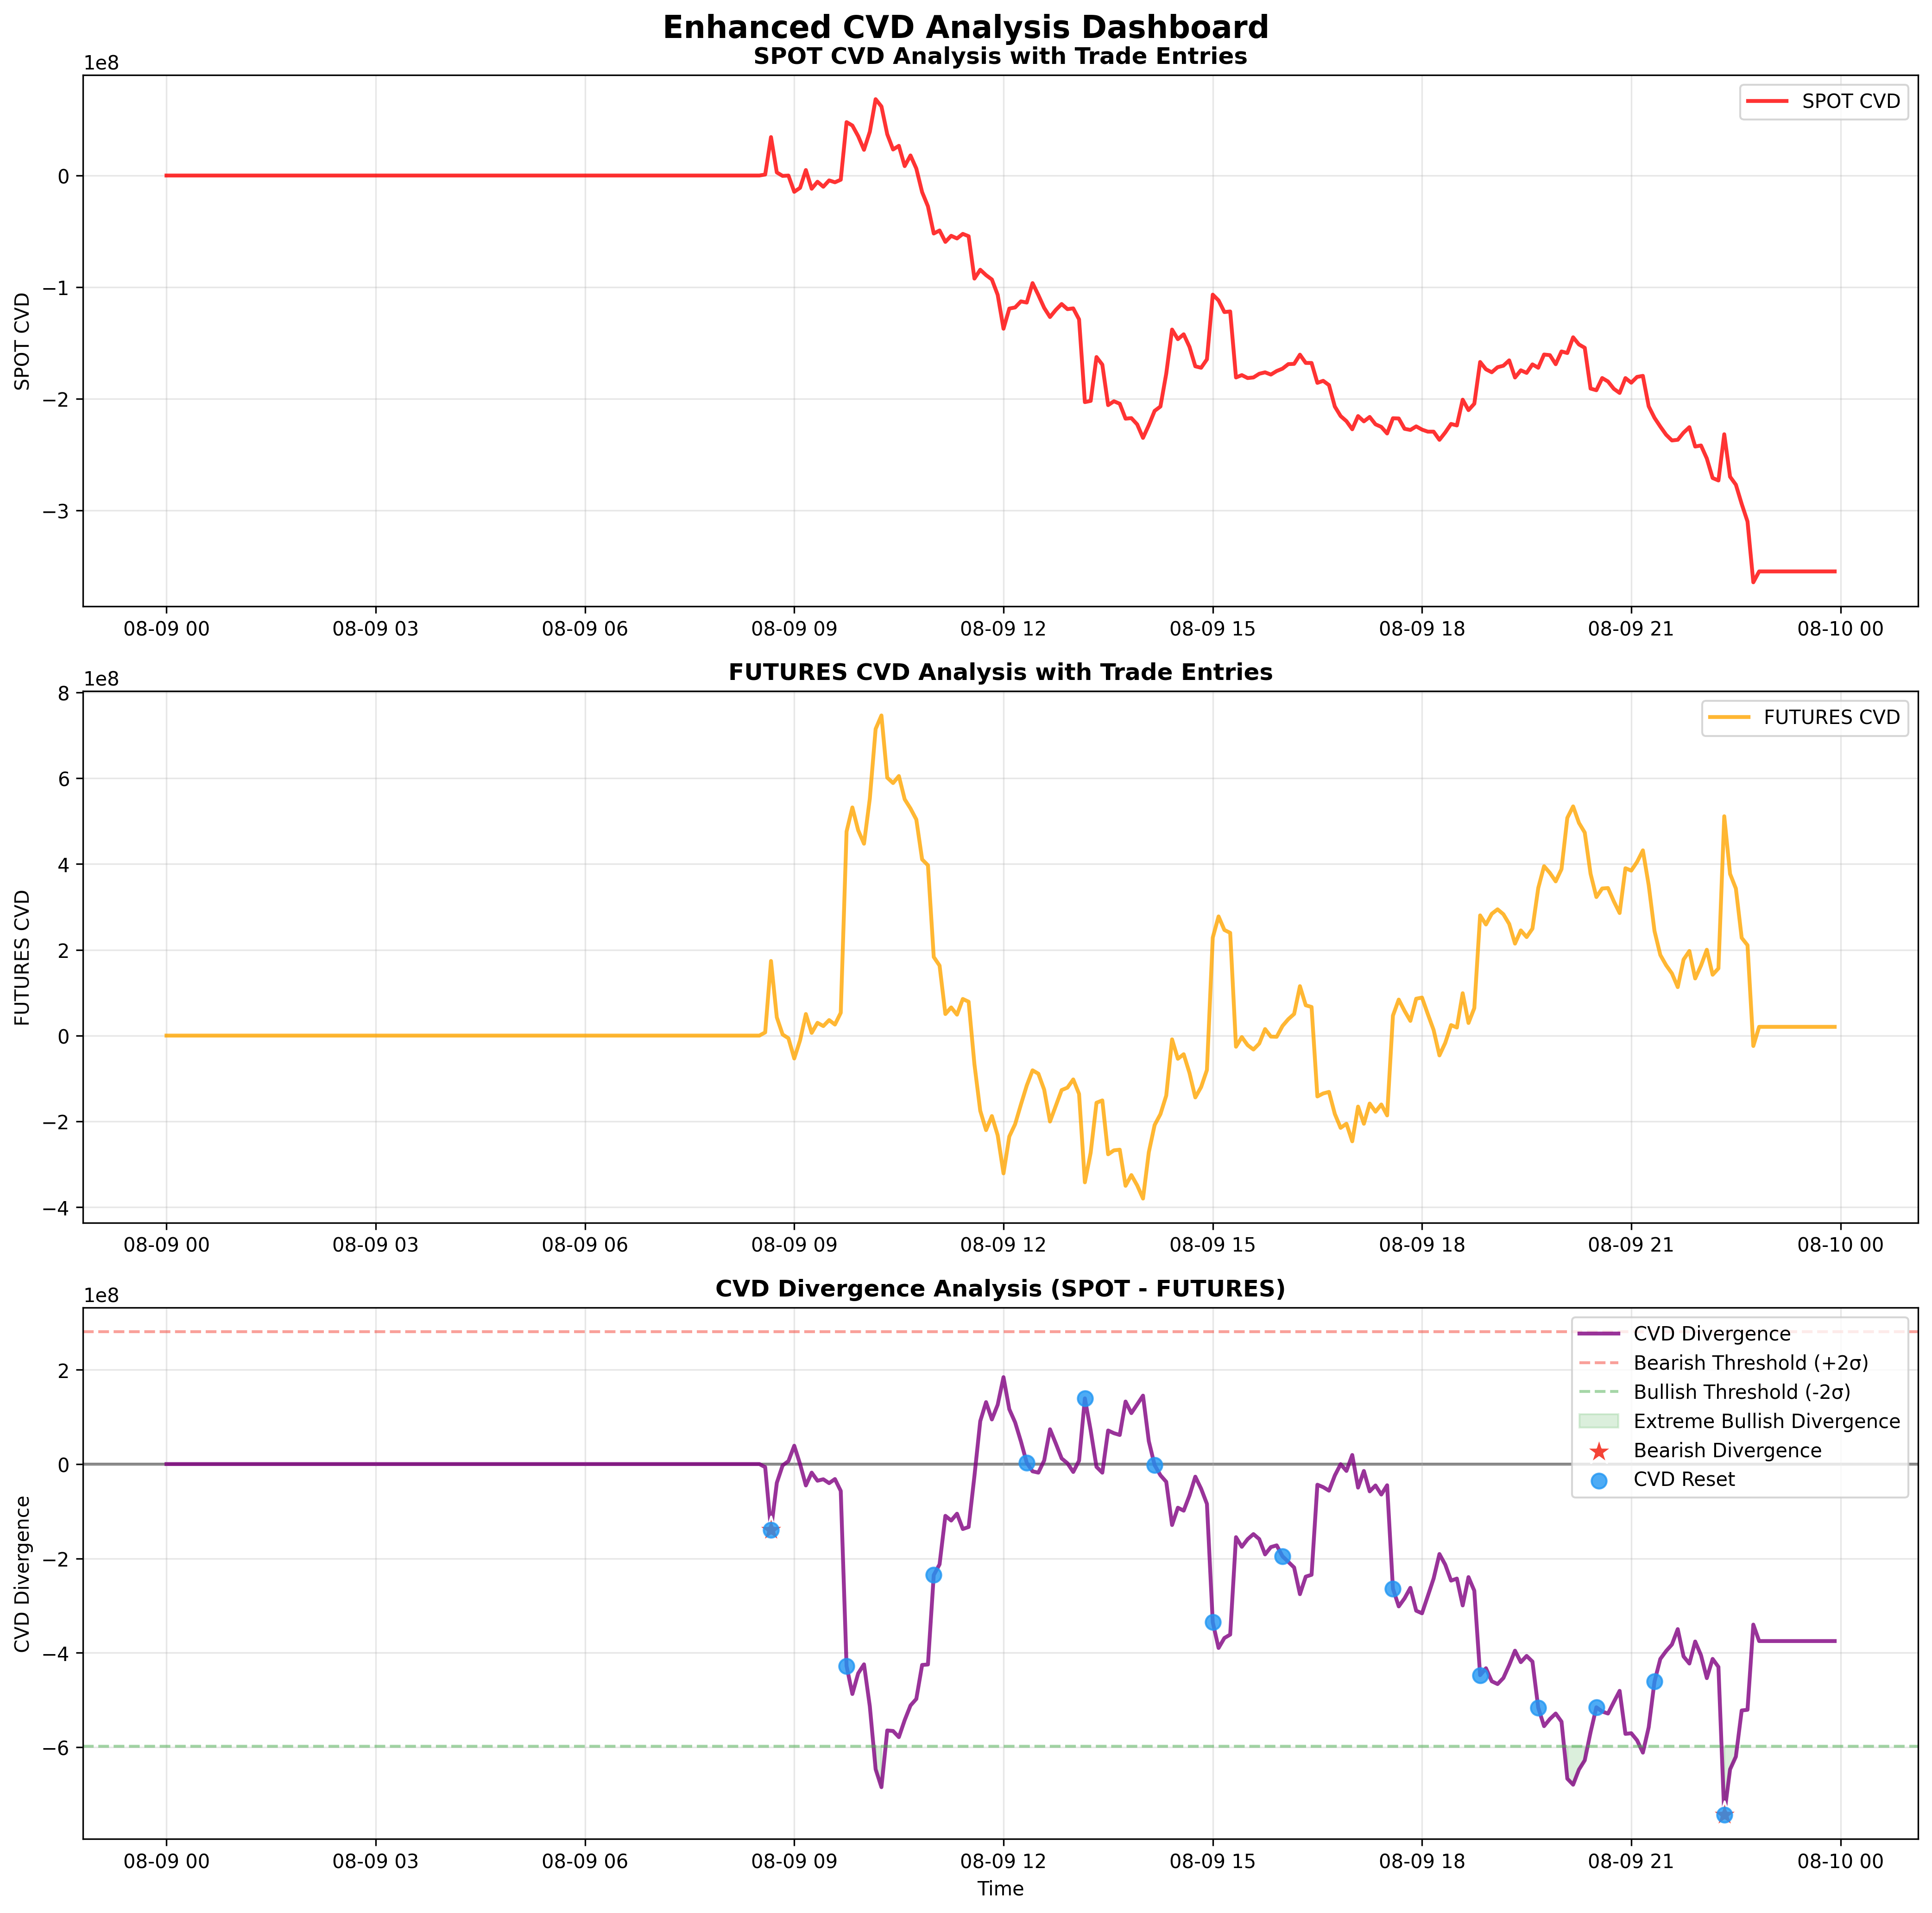 Enhanced CVD Analysis Dashboard
SPOT CVD Analysis with Trade Entries
1e8
SPOT CVD
0
−1
−2
−3
SPOT CVD
08-09 00
08-09 03
08-09 06
08-09 09
08-09 12
08-09 15
08-09 18
08-09 21
08-10 00
FUTURES CVD Analysis with Trade Entries
1e8
FUTURES CVD
8
6
4
2
0
−2
−4
FUTURES CVD
08-09 00
08-09 03
08-09 06
08-09 09
08-09 12
08-09 15
08-09 18
08-09 21
08-10 00
CVD Divergence Analysis (SPOT - FUTURES)
1e8
CVD Divergence
Bearish Threshold (+2σ)
Bullish Threshold (-2σ)
Extreme Bullish Divergence
Bearish Divergence
CVD Reset
2
0
−2
−4
−6
CVD Divergence
08-09 00
08-09 03
08-09 06
08-09 09
08-09 12
08-09 15
08-09 18
08-09 21
08-10 00
Time